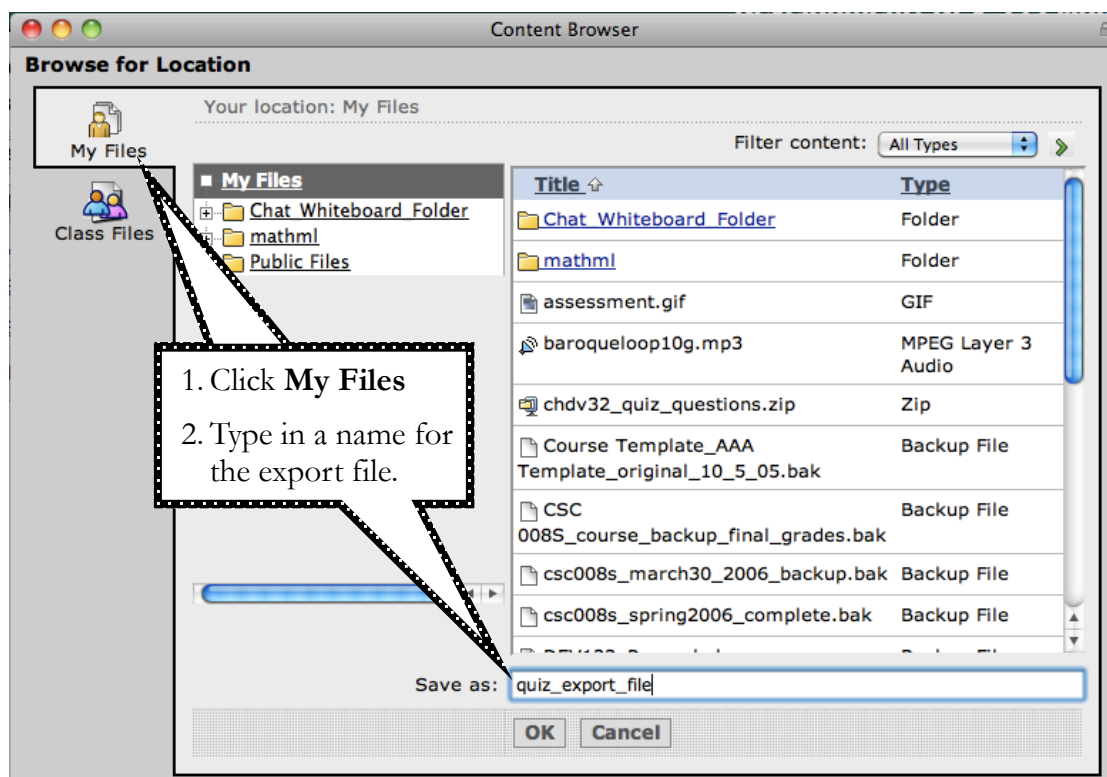 Content Browser
Browse for Location
Your location: My Files
My Files
Class Files
Filter content: All Types
My Files
Chat_Whiteboard_Folder
mathml
Public Files
Title Type
Chat_Whiteboard_Folder Folder
mathml Folder
assessment.gif GIF
baroqueloop10g.mp3 MPEG Layer 3
Audio
chdv32_quiz_questions.zip Zip
Course Template_AAA Backup File
Template_original_10_5_05.bak
CSC Backup File
008S_course_backup_final_grades.bak
csc008s_march30_2006_backup.bak Backup File
csc008s_spring2006_complete.bak Backup File
1. Click My Files
2. Type in a name for
the export file.
Save as: quiz_export_file
OK Cancel